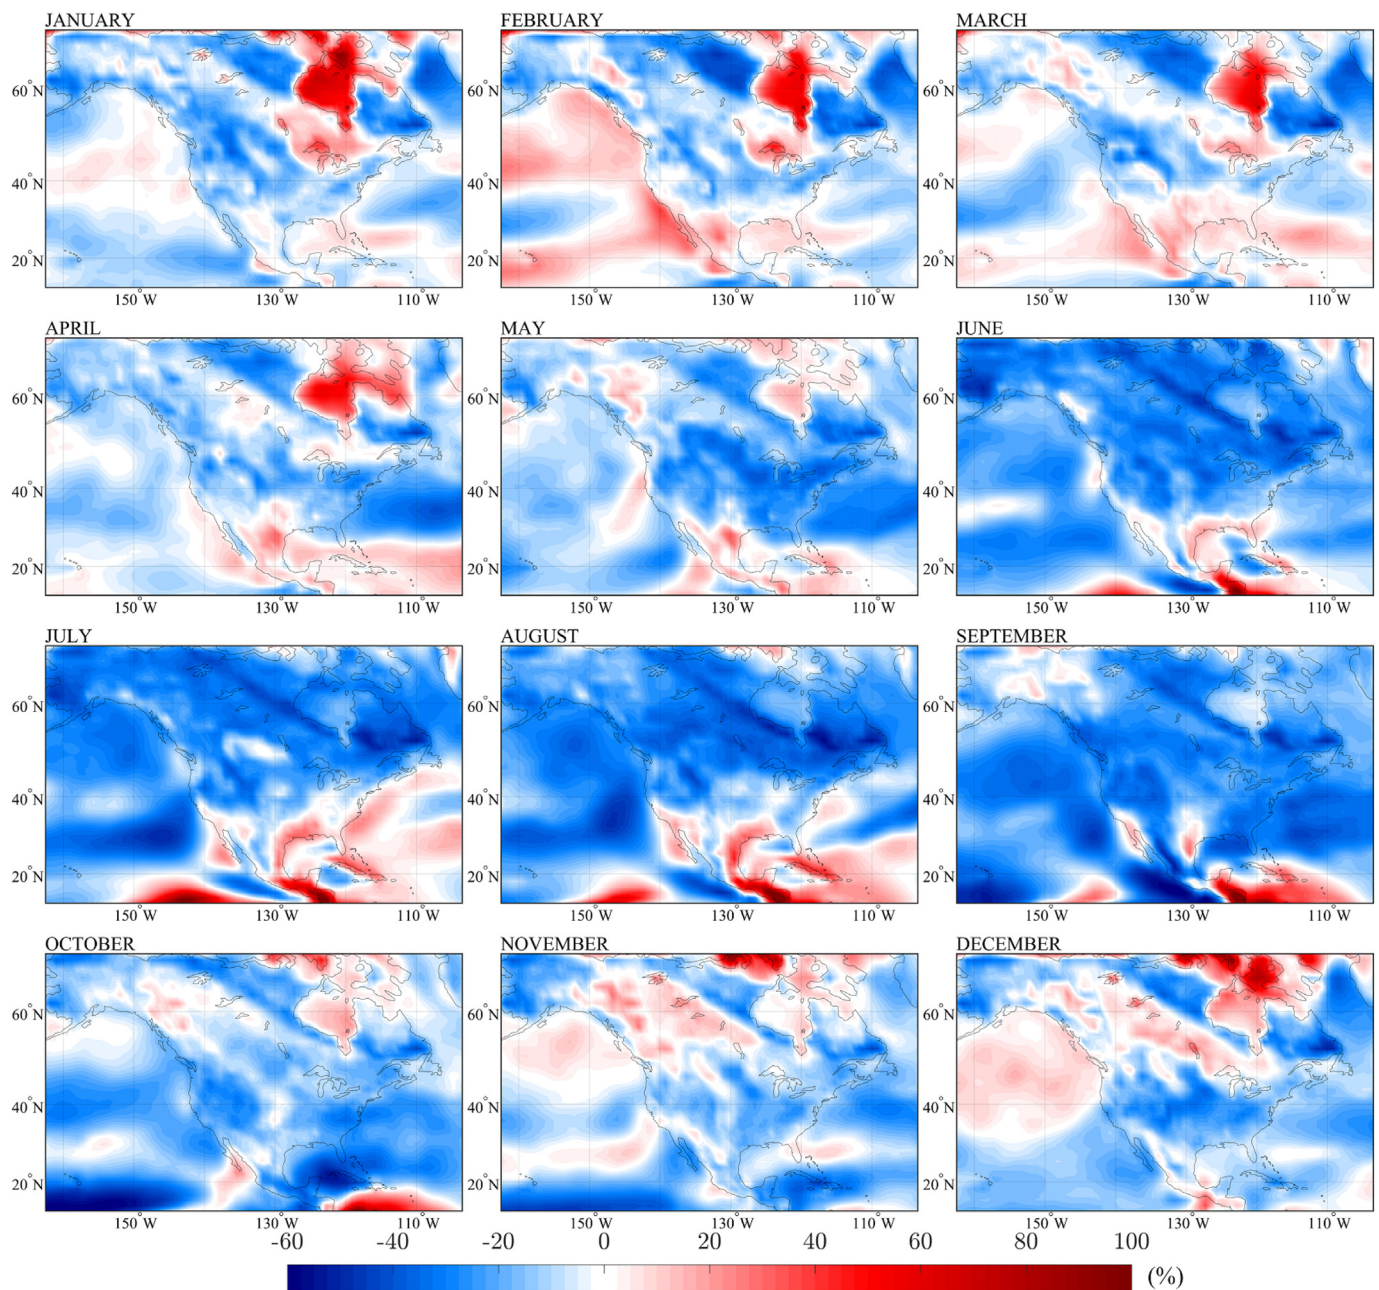 JANUARY FEBRUARY MARCH
60°N 60°N 60°N
40°N 40°N 40°N
20°N 20°N 20°N
150°W 130°W 110°W 150°W 130°W 110°W 150°W 130°W 110°W
APRIL MAY JUNE
60°N 60°N 60°N
40°N 40°N 40°N
20°N 20°N 20°N
150°W 130°W 110°W 150°W 130°W 110°W 150°W 130°W 110°W
JULY AUGUST SEPTEMBER
60°N 60°N 60°N
40°N 40°N 40°N
20°N 20°N 20°N
150°W 130°W 110°W 150°W 130°W 110°W 150°W 130°W 110°W
OCTOBER NOVEMBER DECEMBER
60°N 60°N 60°N
40°N 40°N 40°N
20°N 20°N 20°N
150°W 130°W 110°W 150°W 130°W 110°W 150°W 130°W 110°W
-60 -40 -20 0 20 40 60 80 100
(%)